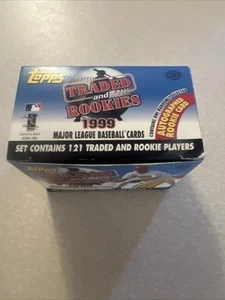 Topps
TRADED
and
ROOKIES
1999
MAJOR LEAGUE BASEBALL CARDS
AUTOGRAPHED
ROOKIE CARD
SET CONTAINS 121 TRADED AND ROOKIE PLAYERS